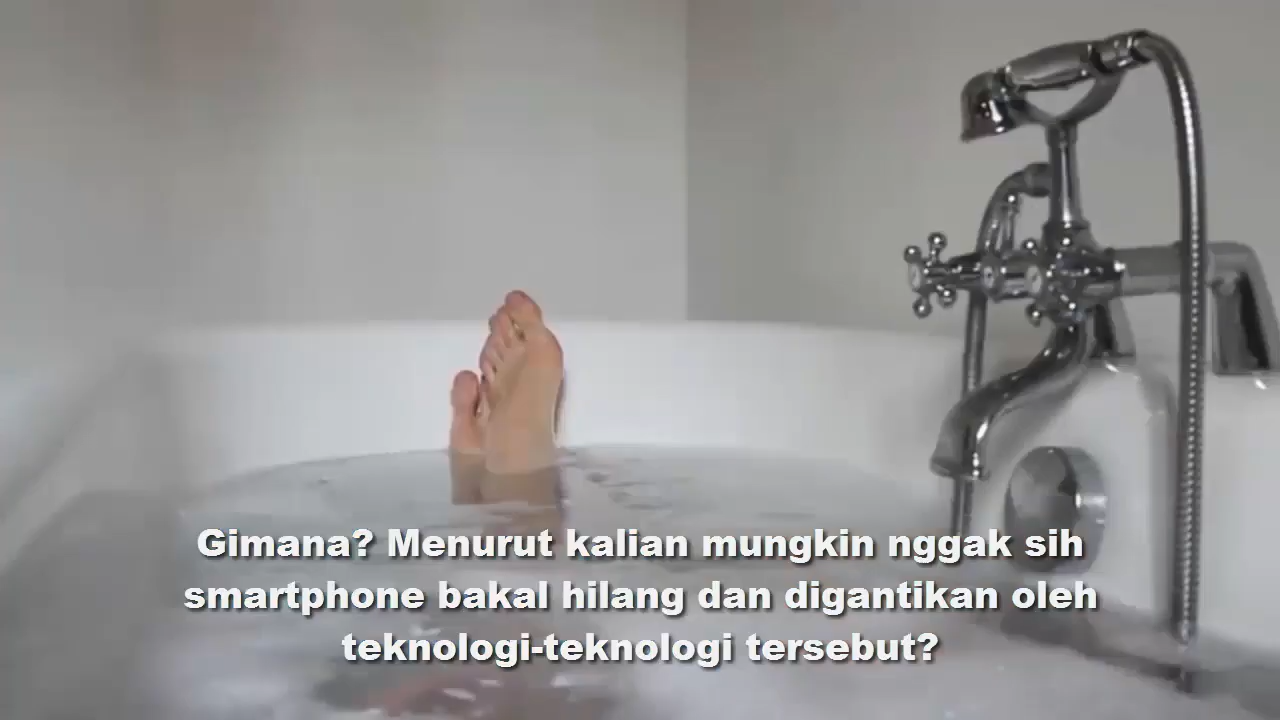 Gimana? Menurut kalian mungkin nggak sih
smartphone bakal hilang dan digantikan oleh
teknologi-teknologi tersebut?